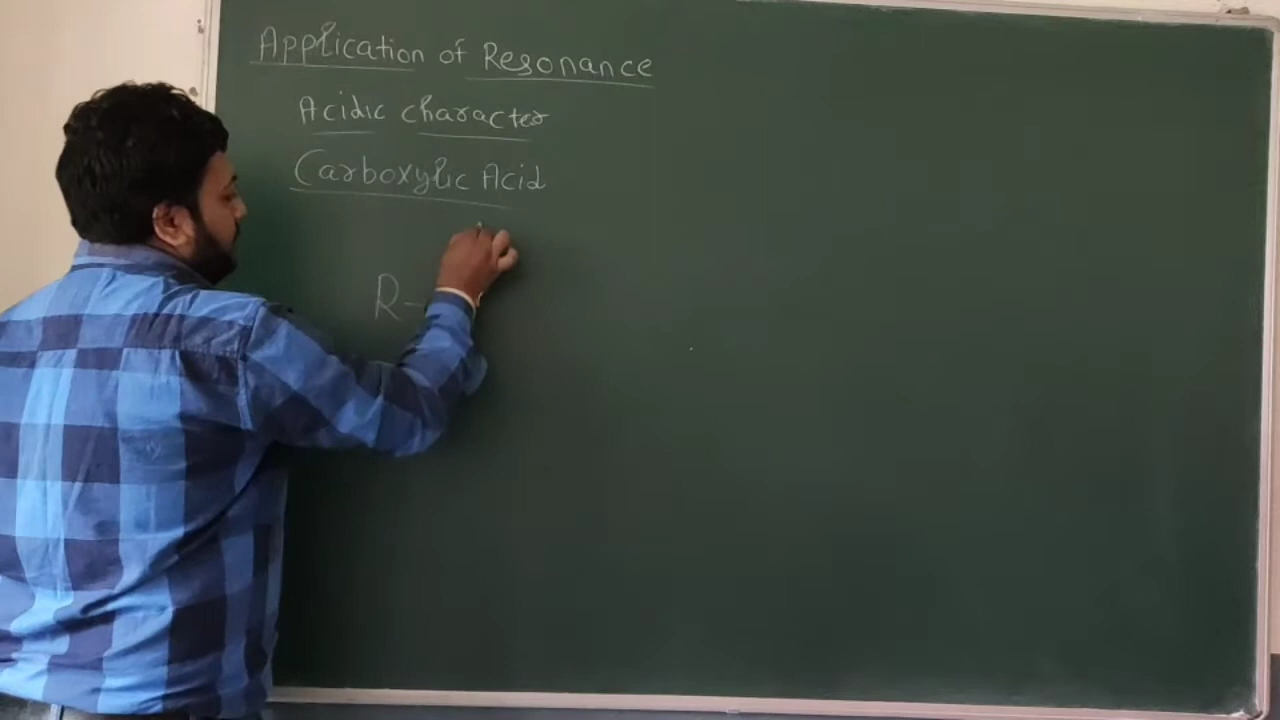 Application of Resonance
Acidic character
Carboxylic Acid
R-